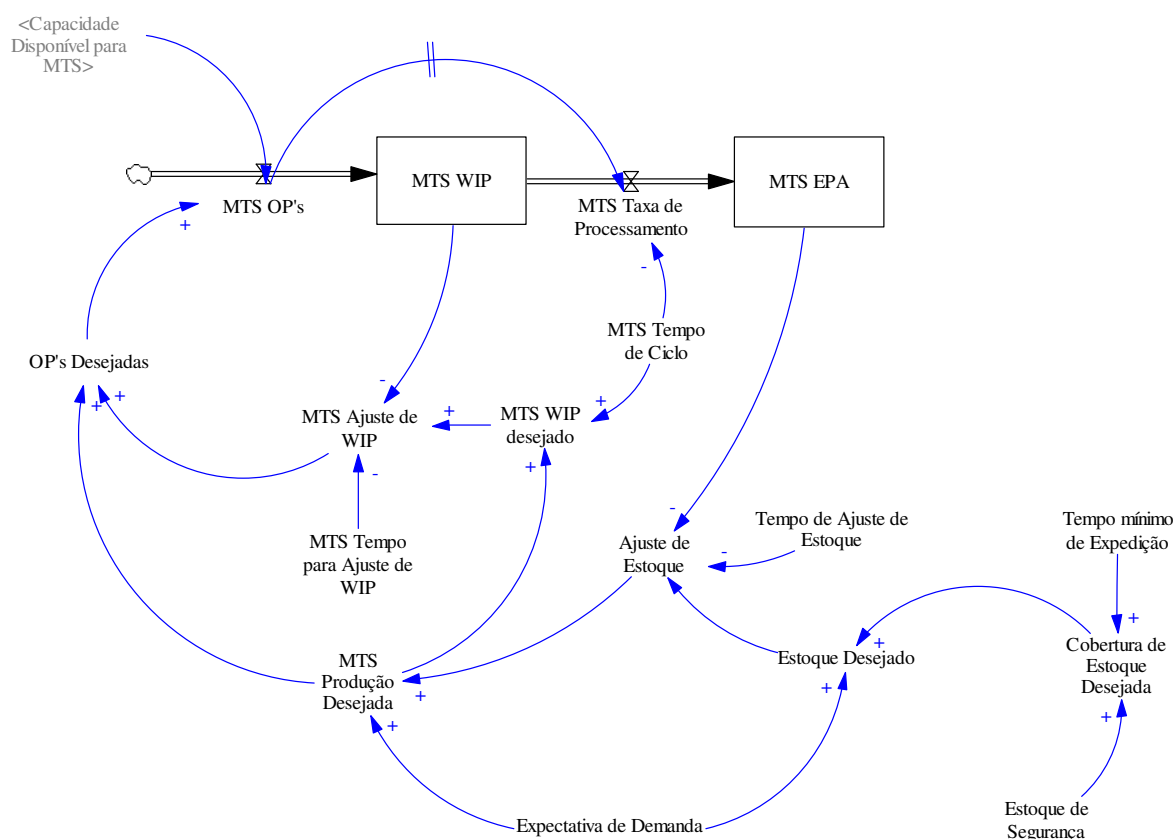 <Capacidade
Disponível para
MTS>
MTS WIP
MTS EPA
MTS OP's
MTS Taxa de
Processamento
+
-
MTS Tempo
de Ciclo
OP's Desejadas
-
+
+
+
+
MTS Ajuste de
WIP
MTS WIP
desejado
+
-
MTS Tempo
para Ajuste de
WIP
-
Ajuste de
Estoque
-
Tempo de Ajuste de
Estoque
Tempo mínimo
de Expedição
+
+
Estoque Desejado
Cobertura de
Estoque
Desejada
MTS
Produção
Desejada
+
+
+
+
Expectativa de Demanda
Estoque de
Segurança